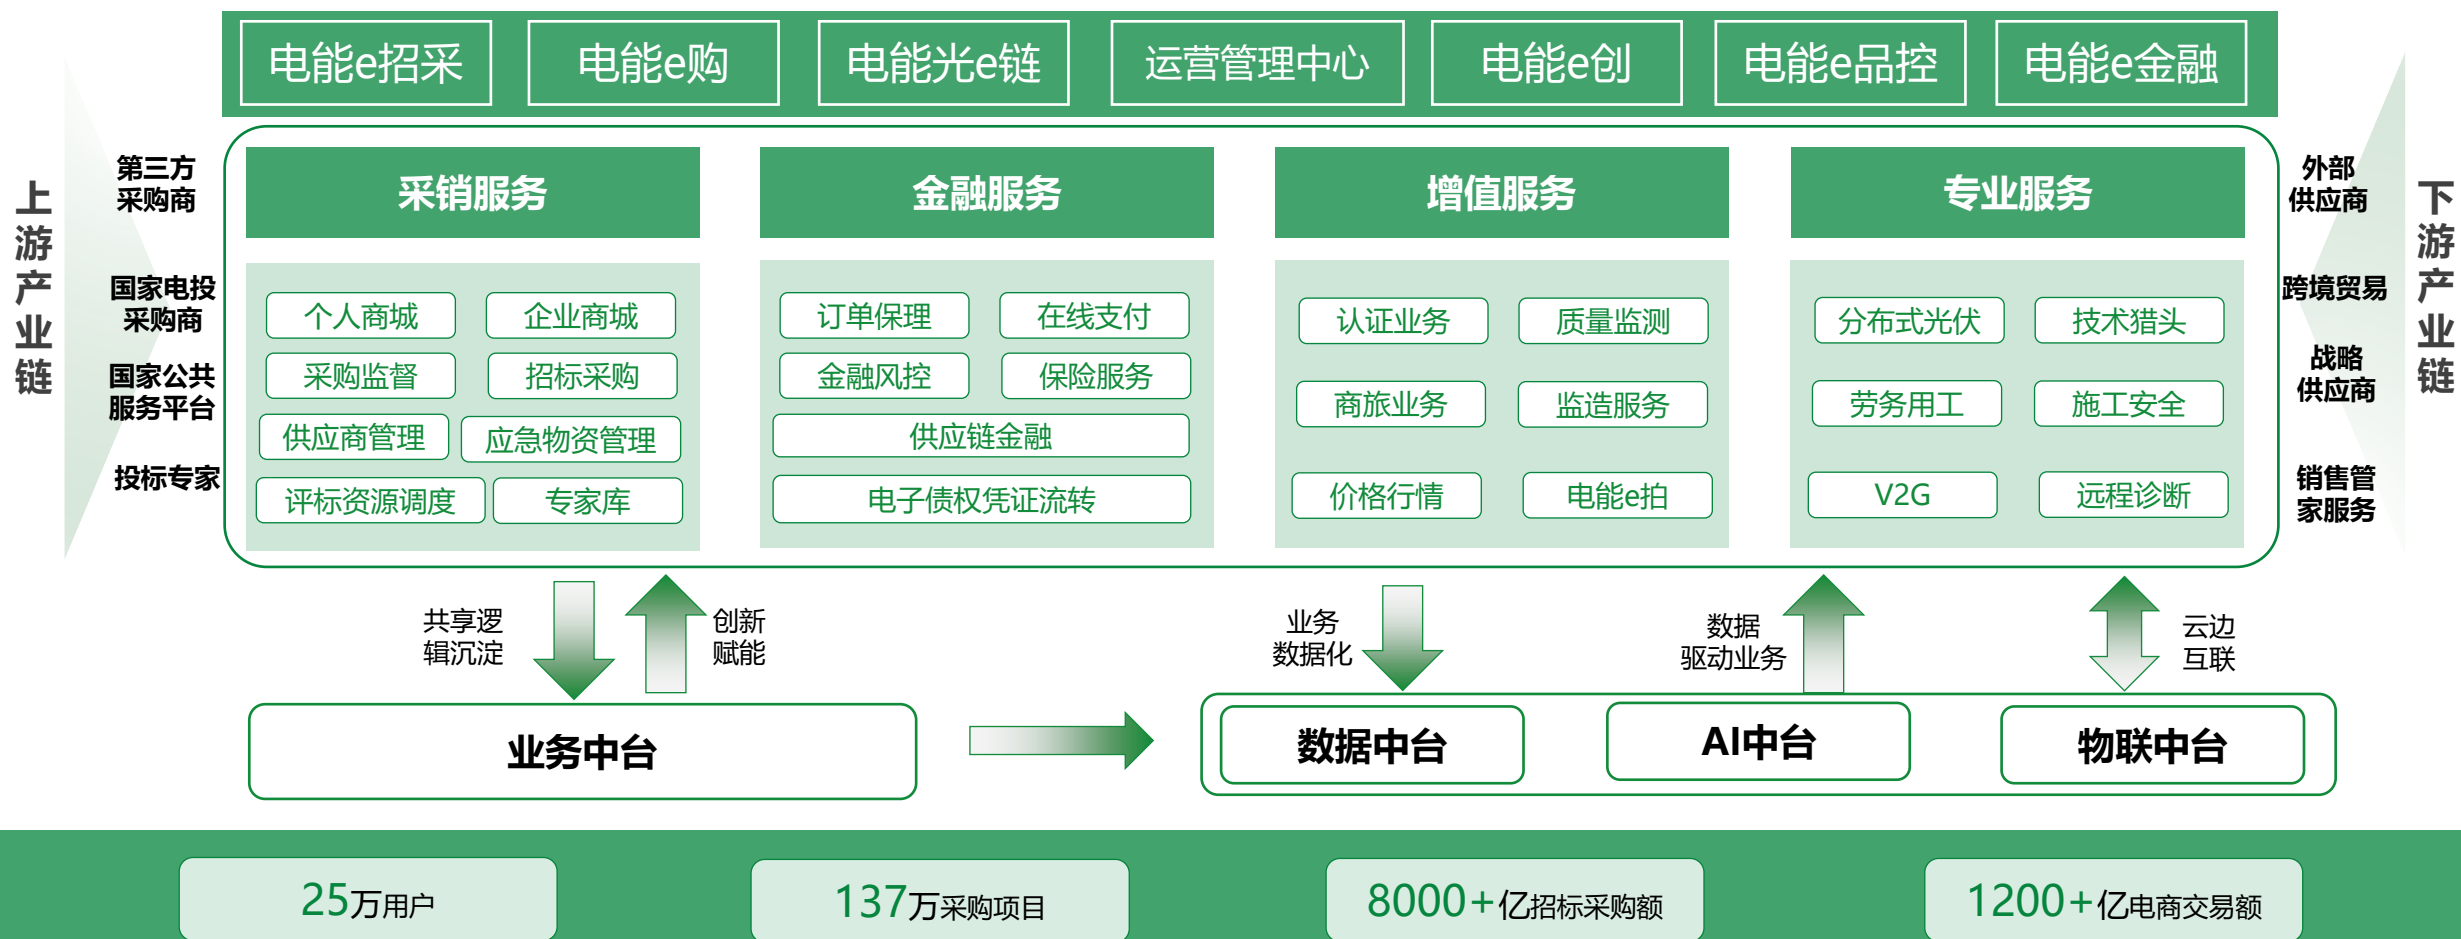 电能e招采
电能e购
电能光e链
运营管理中心
电能e创
电能e品控
电能e金融
上游产业链
第三方
采购商
国家电投
采购商
国家公共
服务平台
投标专家
采销服务
个人商城
企业商城
采购监督
招标采购
供应商管理
应急物资管理
评标资源调度
专家库
金融服务
订单保理
在线支付
金融风控
保险服务
供应链金融
电子债权凭证流转
增值服务
认证业务
质量监测
商旅业务
监造服务
价格行情
电能e拍
专业服务
分布式光伏
技术猎头
劳务用工
施工安全
V2G
远程诊断
外部
供应商
跨境贸易
战略
供应商
销售管
家服务
下游产业链
共享逻
辑沉淀
创新
赋能
业务
数据化
数据
驱动业务
云边
互联
业务中台
数据中台
AI中台
物联中台
25万用户
137万采购项目
8000+亿招标采购额
1200+亿电商交易额